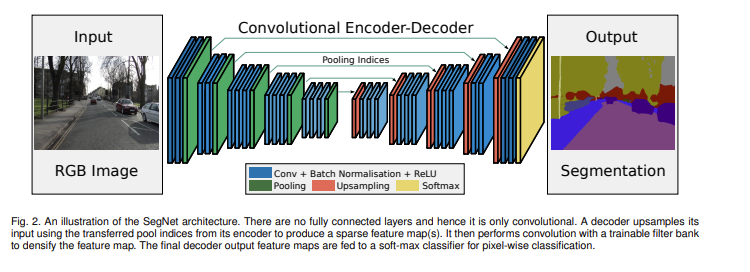 Input
Convolutional Encoder-Decoder
Output
Pooling Indices
RGB Image
Conv + Batch Normalisation + ReLU
Pooling Upsampling Softmax
Segmentation
Fig. 2. An illustration of the SegNet architecture. There are no fully connected layers and hence it is only convolutional. A decoder upsamples its
input using the transferred pool indices from its encoder to produce a sparse feature map(s). It then performs convolution with a trainable filter bank
to densify the feature map. The final decoder output feature maps are fed to a soft-max classifier for pixel-wise classification.